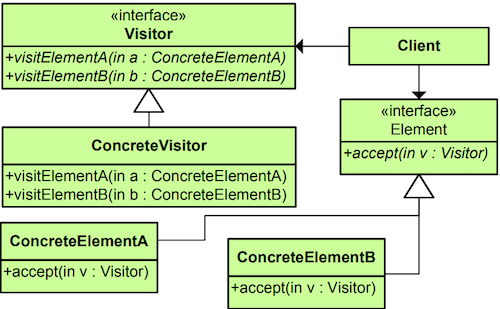 «interface»
Visitor
+visitElementA(in a : ConcreteElementA)
+visitElementB(in b : ConcreteElementB)
Client
«interface»
Element
+accept(in v : Visitor)
ConcreteVisitor
+visitElementA(in a : ConcreteElementA)
+visitElementB(in b : ConcreteElementB)
ConcreteElementA
+accept(in v : Visitor)
ConcreteElementB
+accept(in v : Visitor)